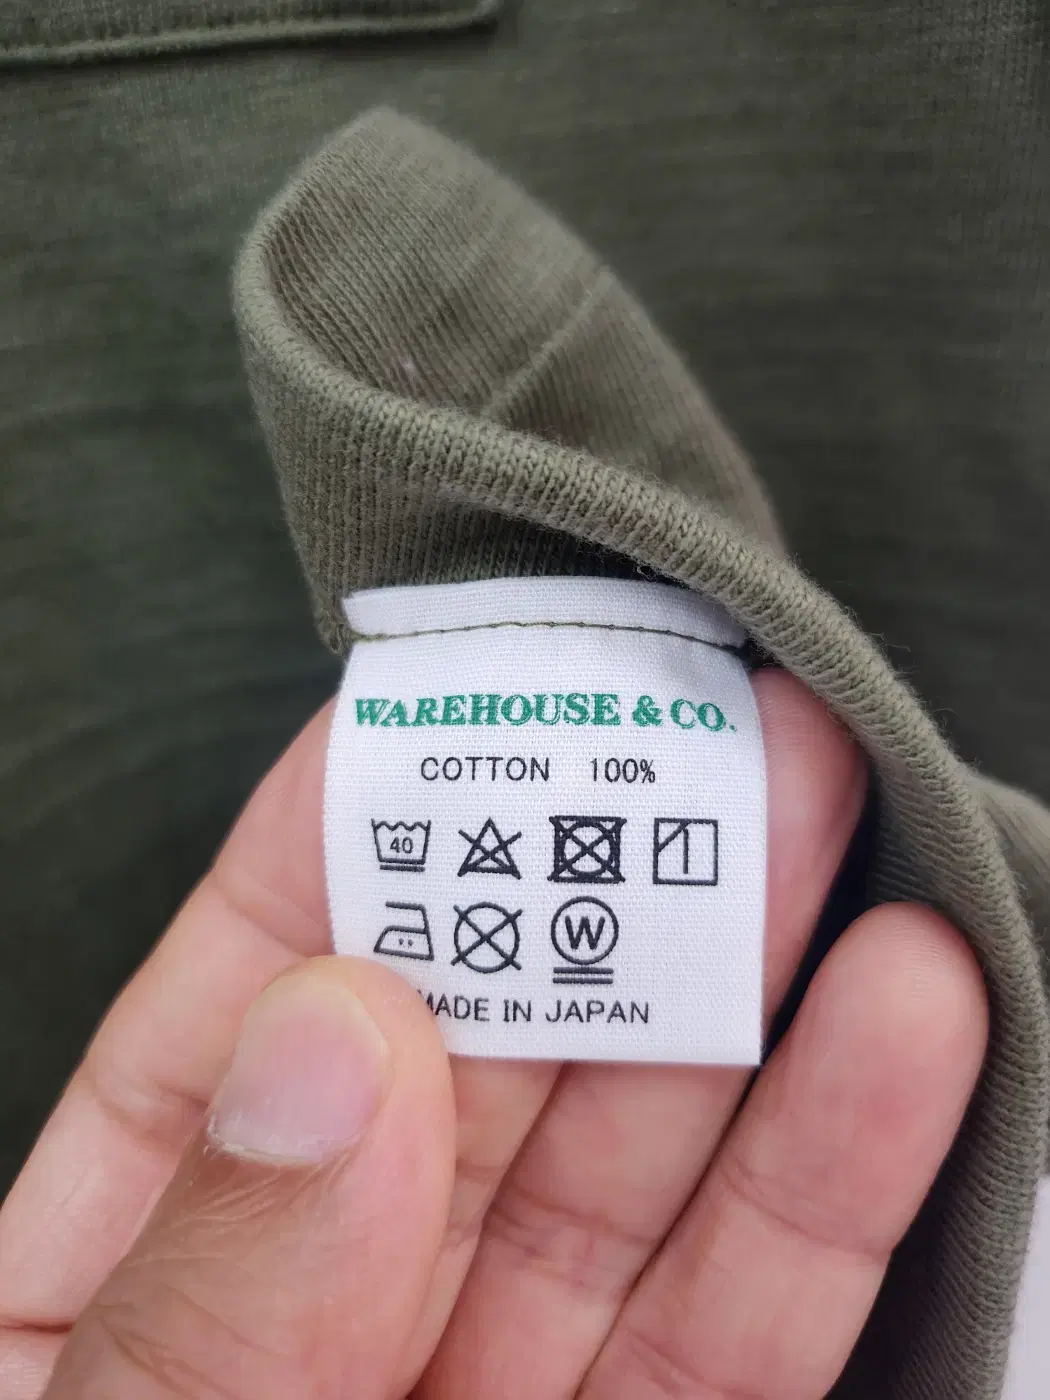 WAREHOUSE & CO.
COTTON 100%
40
W
MADE IN JAPAN